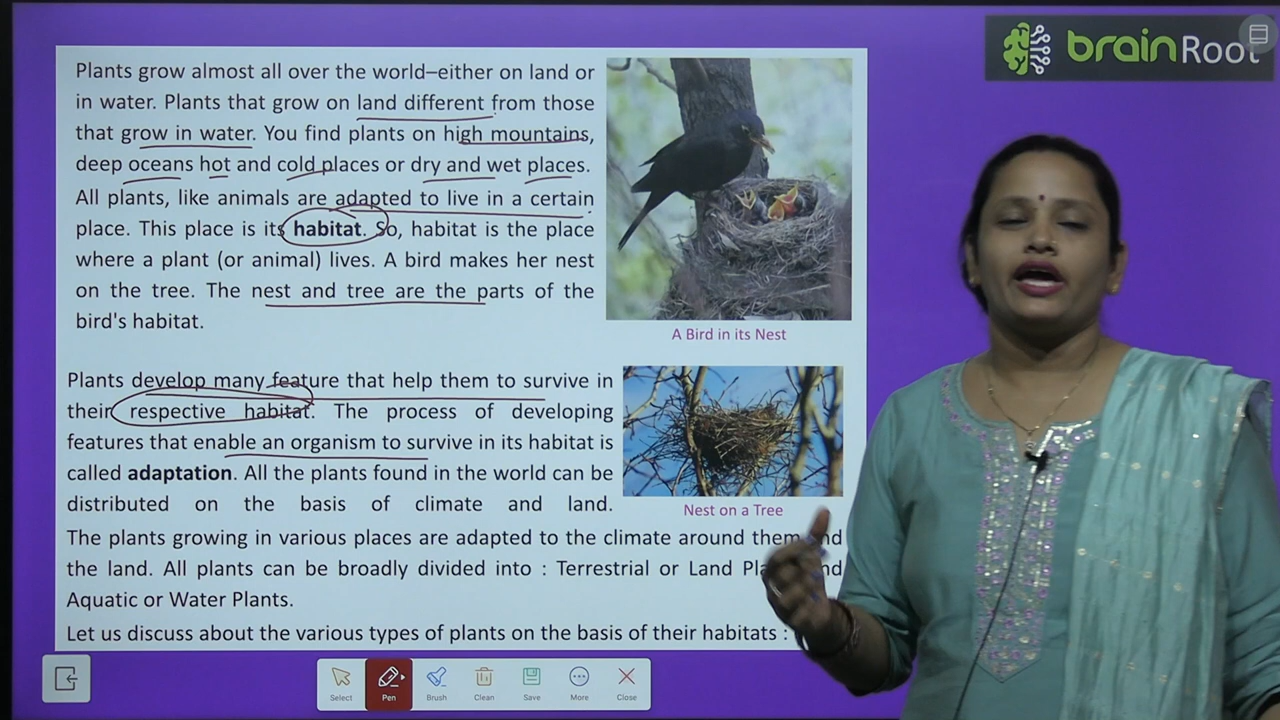 brainRoot
Plants grow almost all over the world–either on land or
in water. Plants that grow on land different from those
that grow in water. You find plants on high mountains,
deep oceans hot and cold places or dry and wet places.
All plants, like animals are adapted to live in a certain
place. This place is its habitat. So, habitat is the place
where a plant (or animal) lives. A bird makes her nest
on the tree. The nest and tree are the parts of the
bird's habitat.
A Bird in its Nest
Plants develop many feature that help them to survive in
their respective habitat. The process of developing
features that enable an organism to survive in its habitat is
called adaptation. All the plants found in the world can be
distributed on the basis of climate and land.
Nest on a Tree
The plants growing in various places are adapted to the climate around them
the land. All plants can be broadly divided into : Terrestrial or Land
Aquatic or Water Plants.
Let us discuss about the various types of plants on the basis of their habitats :
Select
Pen
Brush
Clean
Save
More
Close